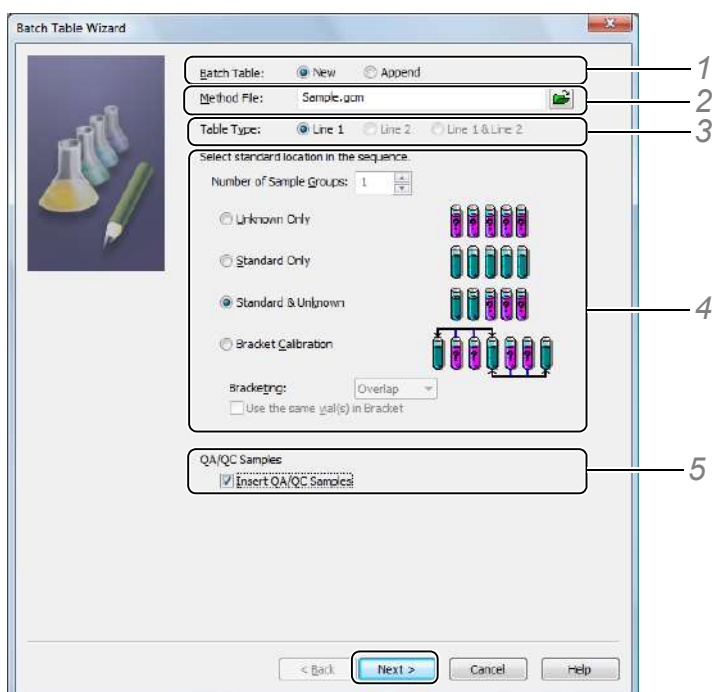 Batch Table Wizard
Batch Table: New Append
1
Method File: Sample.gcm
2
Table Type: Line 1 Line 2 Line 1 & Line 2
3
Select standard location in the sequence.
Number of Sample Groups: 1
Unknown Only
Standard Only
Standard & Unknown
4
Bracket Calibration
Bracketing: Overlap
Use the same vial(s) in Bracket
QA/QC Samples
5
Insert QA/QC Samples
< Back Next > Cancel Help